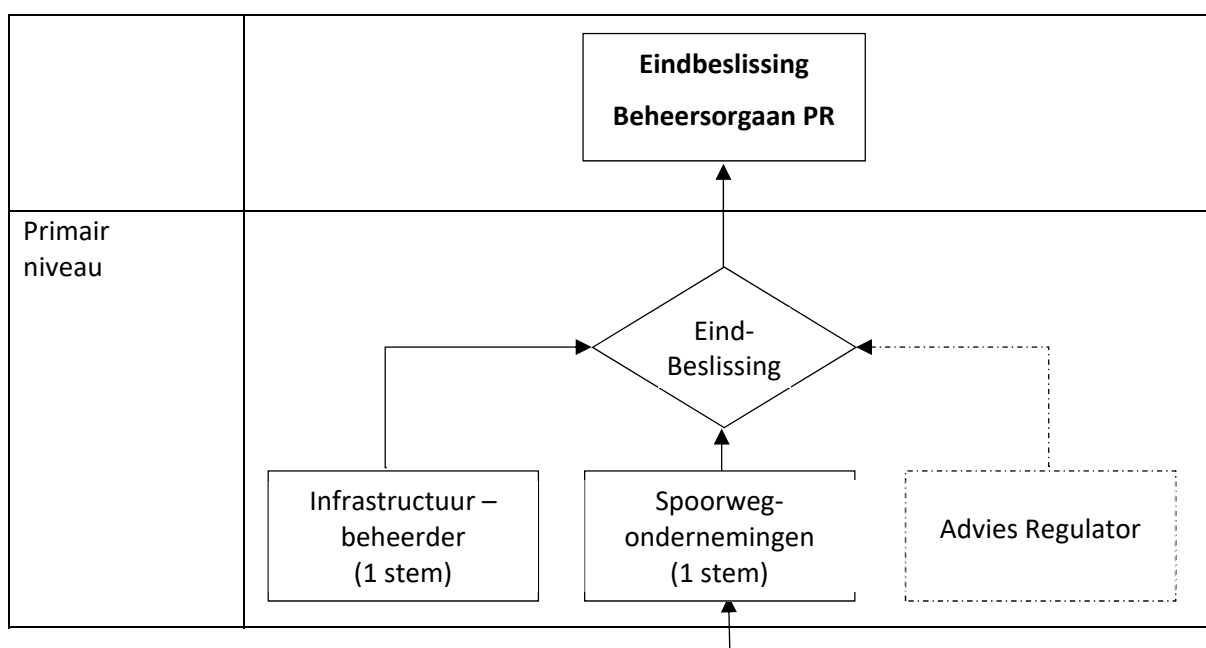 Eindbeslissing
Beheersorgaan PR
Primair
niveau
Eind-
Beslissing
Infrastructuur –
beheerder
(1 stem)
Spoorweg-
ondernemingen
(1 stem)
Advies Regulator